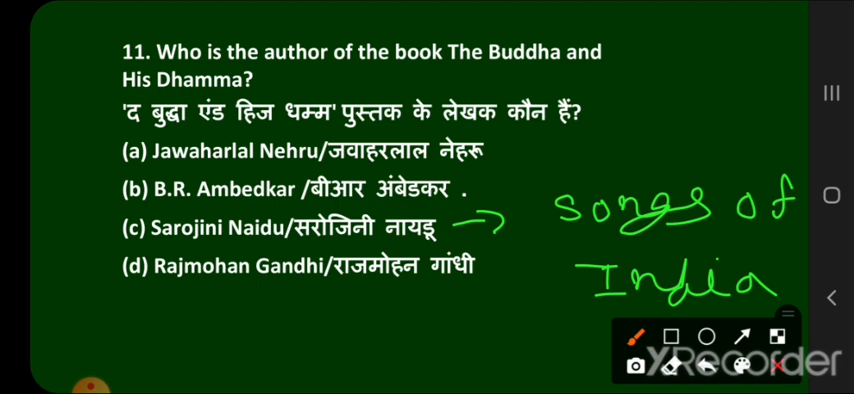 11. Who is the author of the book The Buddha and
His Dhamma?
'द बुद्धा एंड हिज धम्म' पुस्तक के लेखक कौन हैं?
(a) Jawaharlal Nehru/जवाहरलाल नेहरू
(b) B.R. Ambedkar /बीआर अंबेडकर .
(c) Sarojini Naidu/सरोजिनी नायडू → songs of
India
(d) Rajmohan Gandhi/राजमोहन गांधी
XRecorder